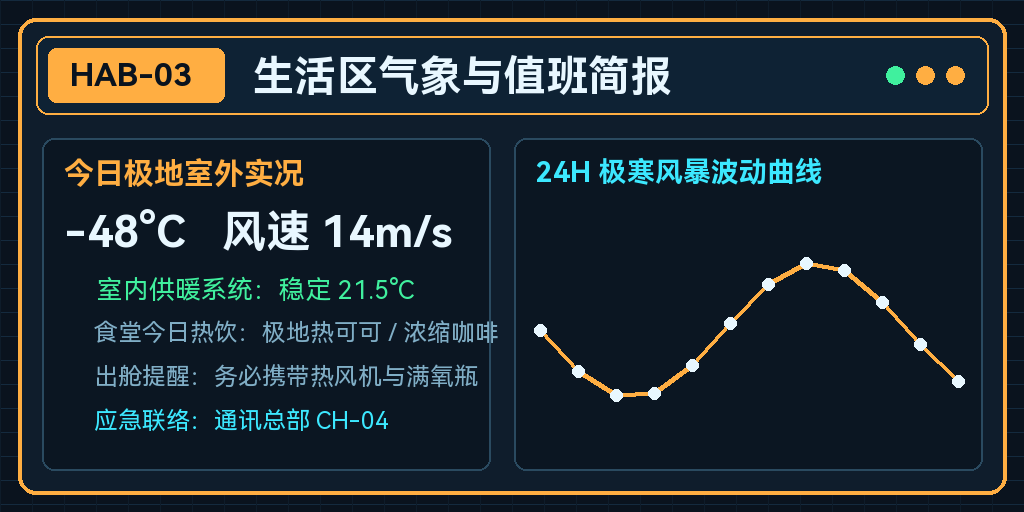 HAB-03 生活区气象与值班简报
今日极地室外实况
-48°C 风速 14m/s
室内供暖系统：稳定 21.5°C
食堂今日热饮：极地热可可 / 浓缩咖啡
出舱提醒：务必携带热风机与满氧瓶
应急联络：通讯总部 CH-04
24H 极寒风暴波动曲线